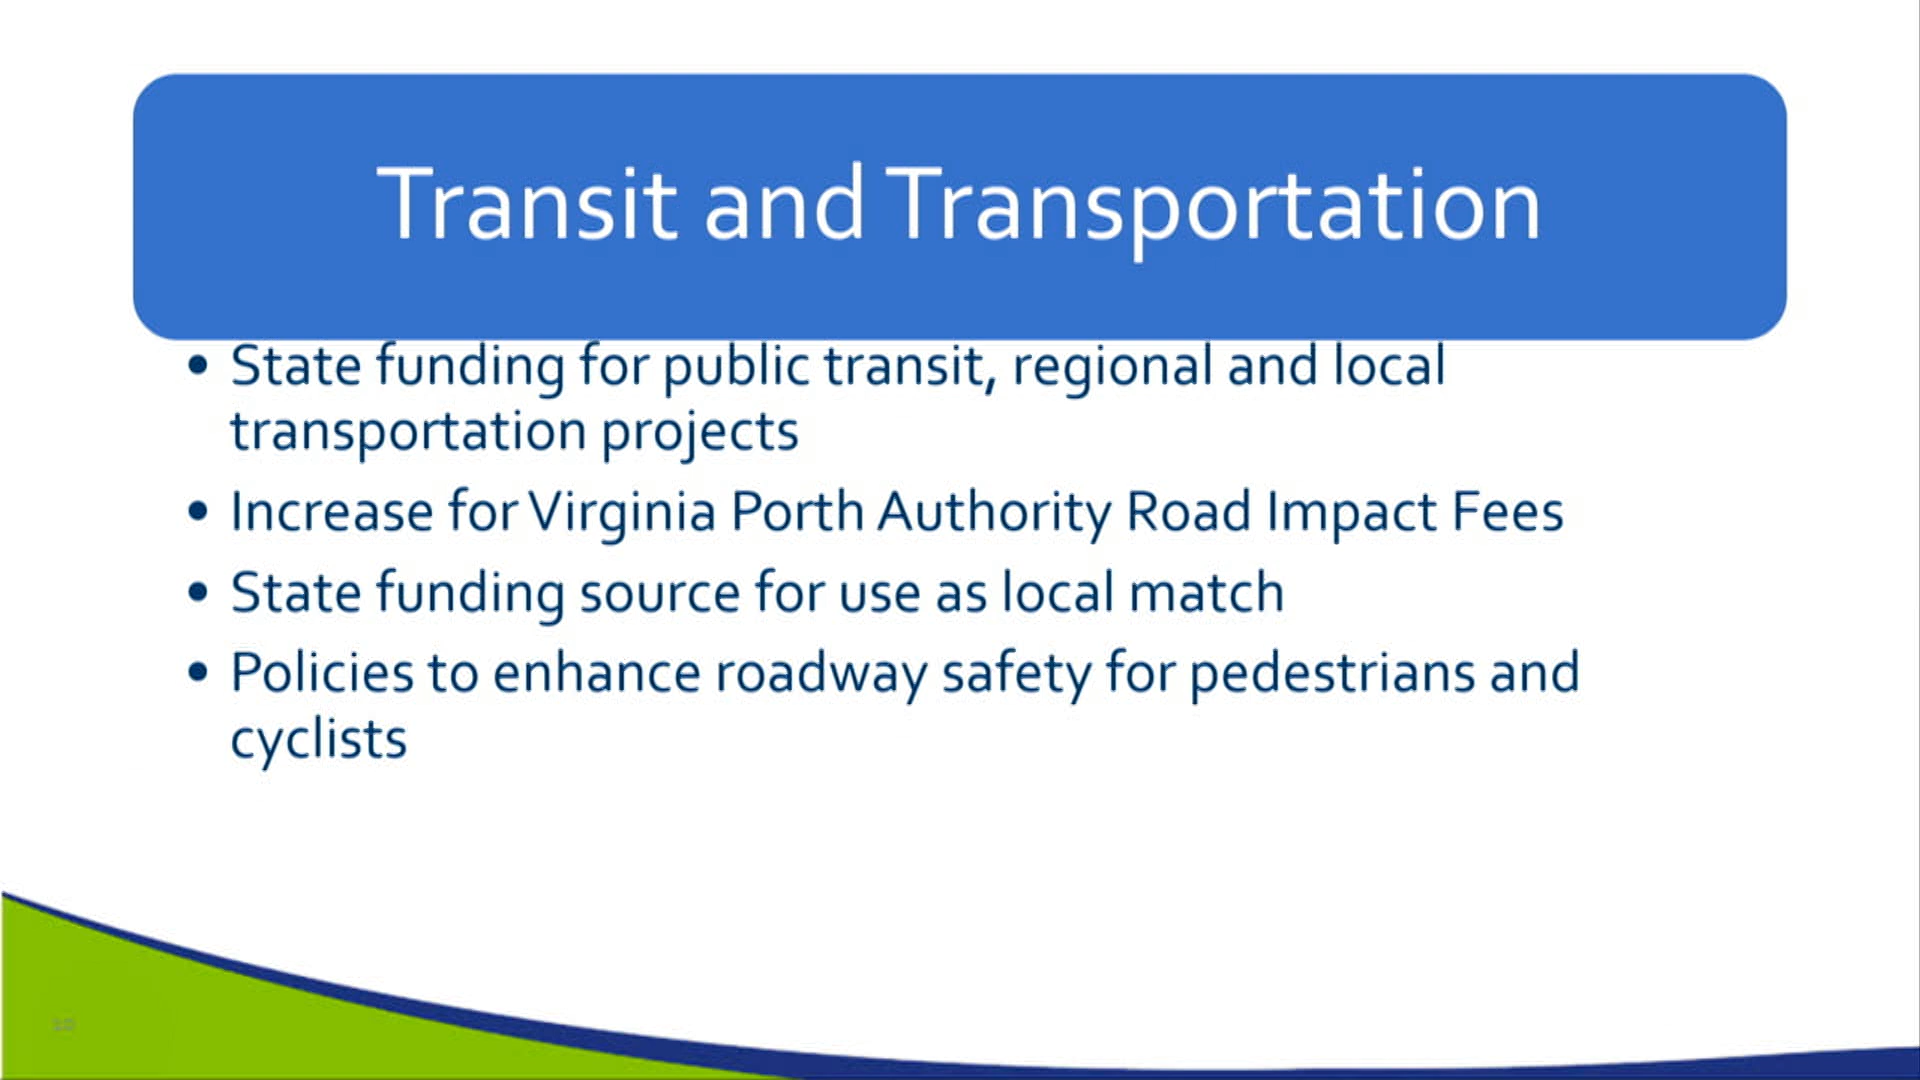 Transit and Transportation
• State funding for public transit, regional and local
transportation projects
• Increase for Virginia Porth Authority Road Impact Fees
• State funding source for use as local match
• Policies to enhance roadway safety for pedestrians and
cyclists